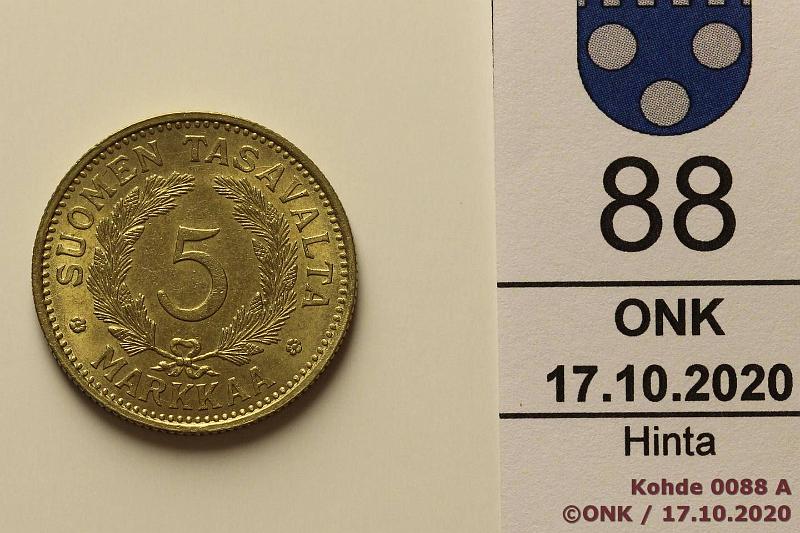 SUOMEN TASAVALTA
5
MARKKAA
88
ONK
17.10.2020
Hinta
Kohde 0088 A
©ONK / 17.10.2020